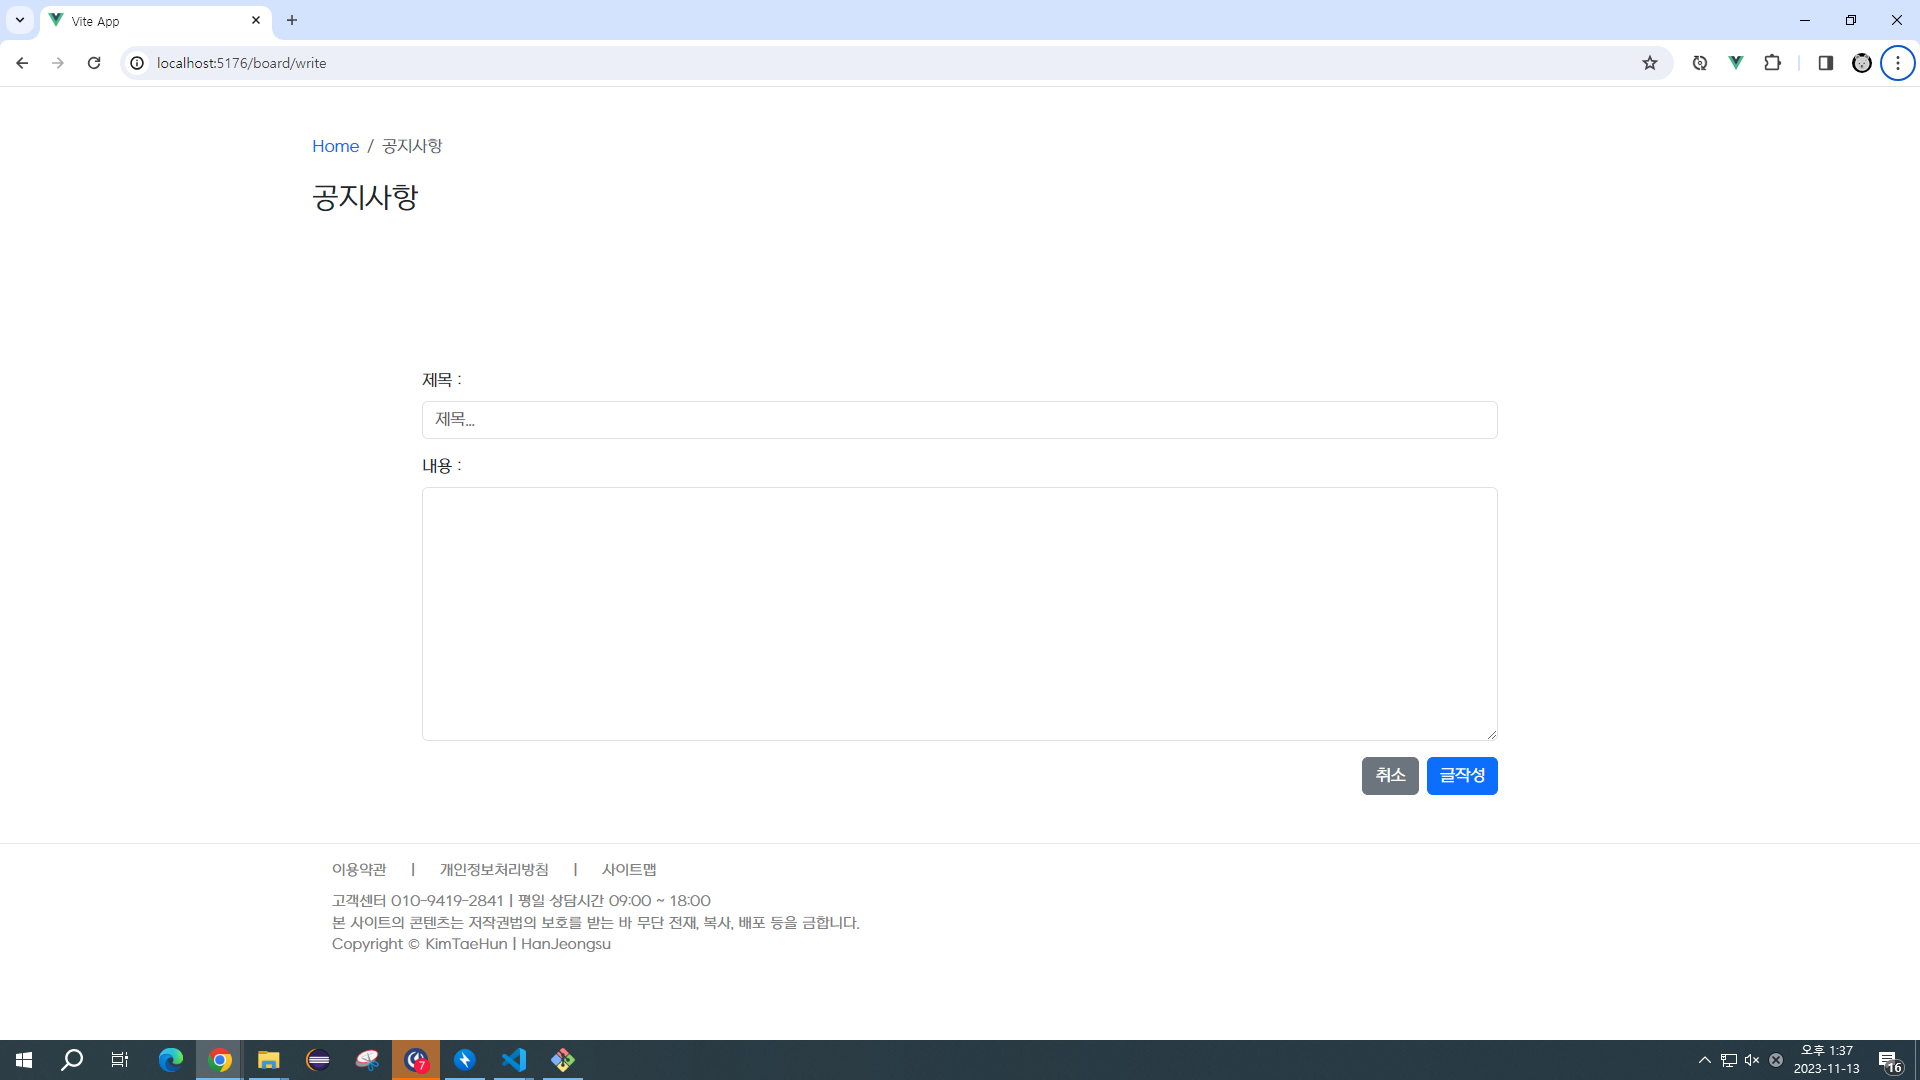 Vite App
localhost:5176/board/write
Home / 공지사항
공지사항
제목 :
제목...
내용 :
취소 글작성
이용약관 | 개인정보처리방침 | 사이트맵
고객센터 010-9419-2841 | 평일 상담시간 09:00 ~ 18:00
본 사이트의 콘텐츠는 저작권법의 보호를 받는 바 무단 전재, 복사, 배포 등을 금합니다.
Copyright © KimTaeHun | HanJeongsu
7
오후 1:37
2023-11-13
16